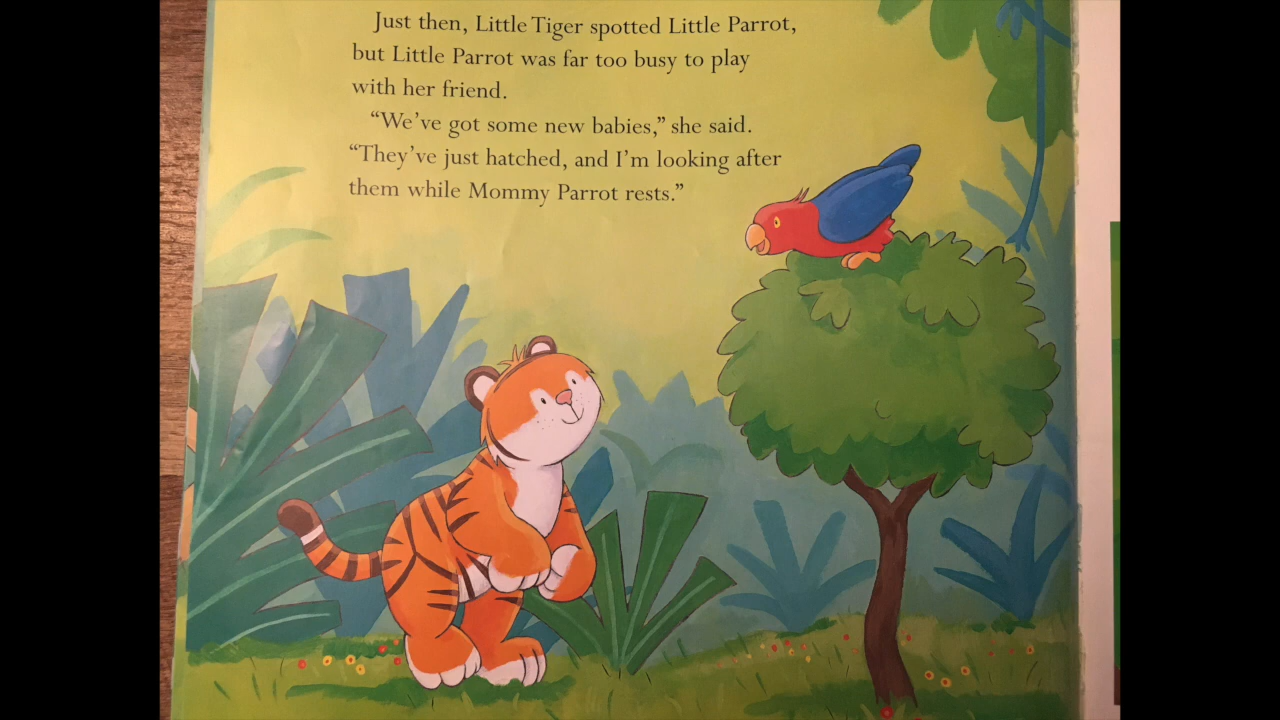 Just then, Little Tiger spotted Little Parrot,
but Little Parrot was far too busy to play
with her friend.
“We’ve got some new babies,” she said.
“They’ve just hatched, and I’m looking after
them while Mommy Parrot rests.”